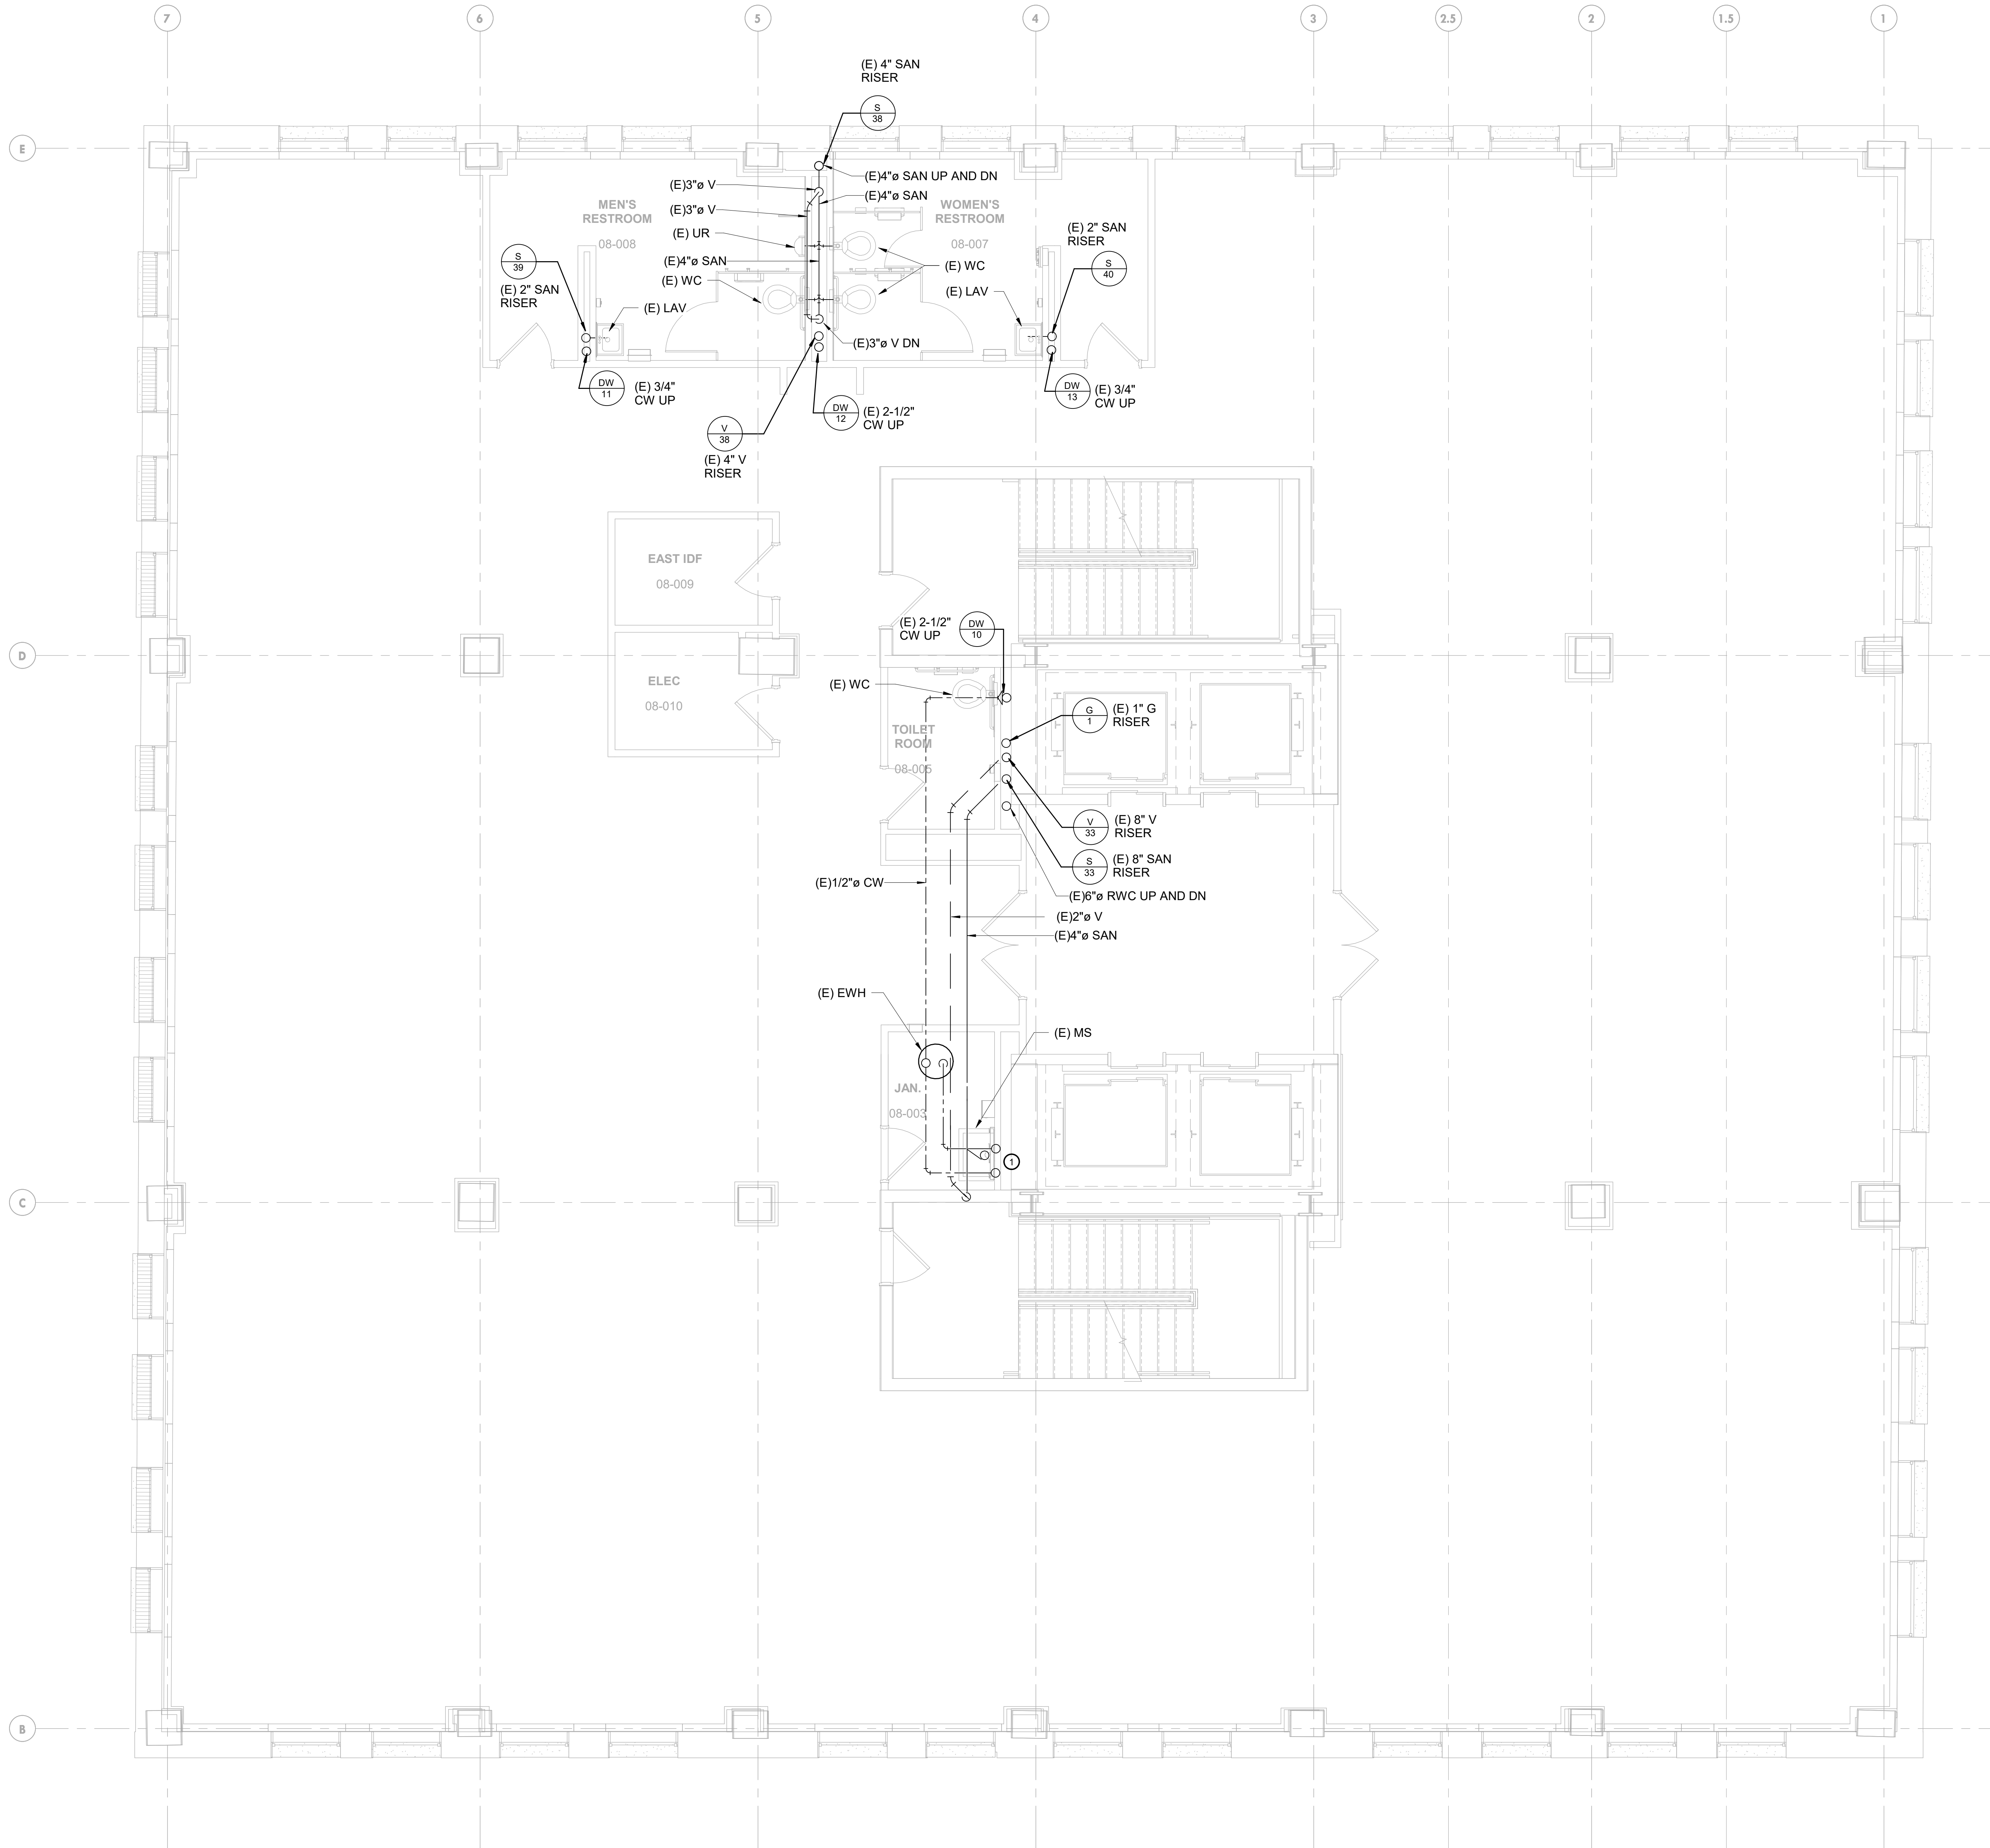 7
6
5
4
3
2.5
2
1.5
1
(E) 4" SAN
RISER
S
38
E
(E)4"ø SAN UP AND DN
(E)3"ø V
(E)4"ø SAN
MEN'S
RESTROOM
08-008
(E)3"ø V
WOMEN'S
RESTROOM
08-007
(E) UR
(E) 2" SAN
RISER
S
39
(E) 2" SAN
RISER
(E)4"ø SAN
(E) WC
S
40
(E) WC
(E) LAV
(E) LAV
(E)3"ø V DN
DW
11
(E) 3/4"
CW UP
DW
13
(E) 3/4"
CW UP
DW
12
(E) 2-1/2"
CW UP
V
38
(E) 4" V
RISER
EAST IDF
08-009
(E) 2-1/2"
CW UP
DW
10
D
ELEC
08-010
(E) WC
G
1
(E) 1" G
RISER
TOILET
ROOM
08-005
V
33
(E) 8" V
RISER
S
33
(E) 8" SAN
RISER
(E)1/2"ø CW
(E)6"ø RWC UP AND DN
(E)2"ø V
(E)4"ø SAN
(E) EWH
(E) MS
JAN.
08-003
1
C
B